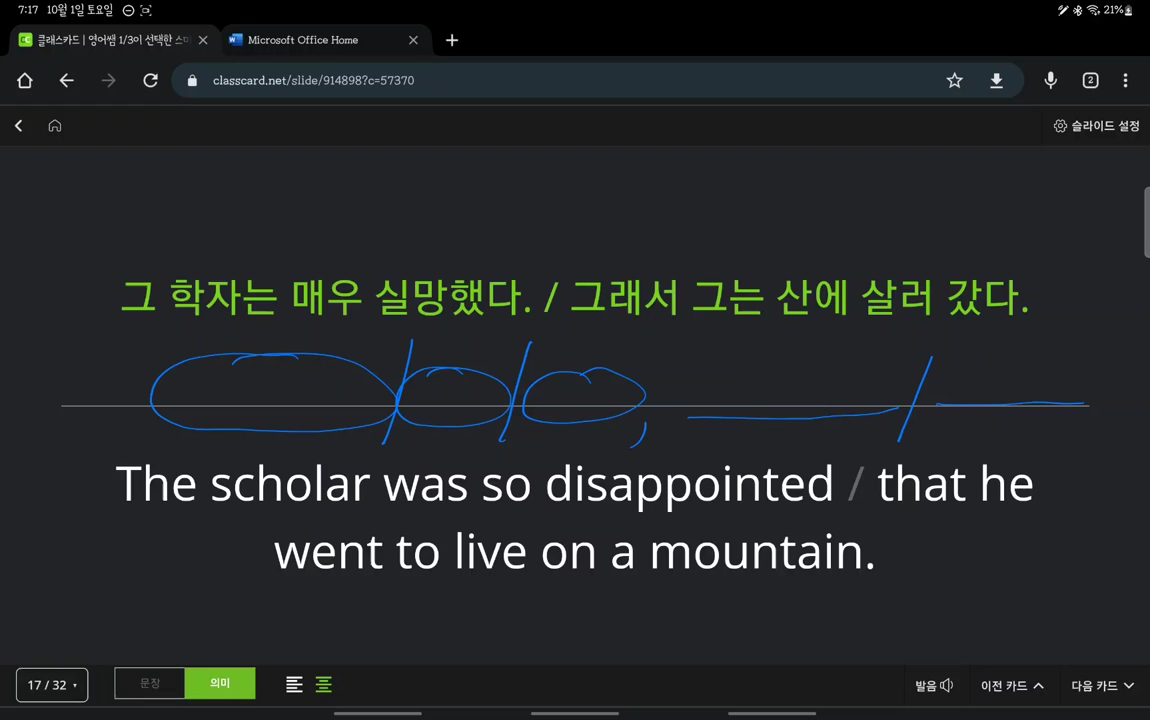 7:17 10월 1일 토요일 21%
클래스카드 | 영어쌤 1/3이 선택한 스마 Microsoft Office Home
classcard.net/slide/914898?c=57370 2
슬라이드 설정
그 학자는 매우 실망했다. / 그래서 그는 산에 살러 갔다.
The scholar was so disappointed / that he
went to live on a mountain.
17 / 32 문장 의미 발음 이전 카드 다음 카드